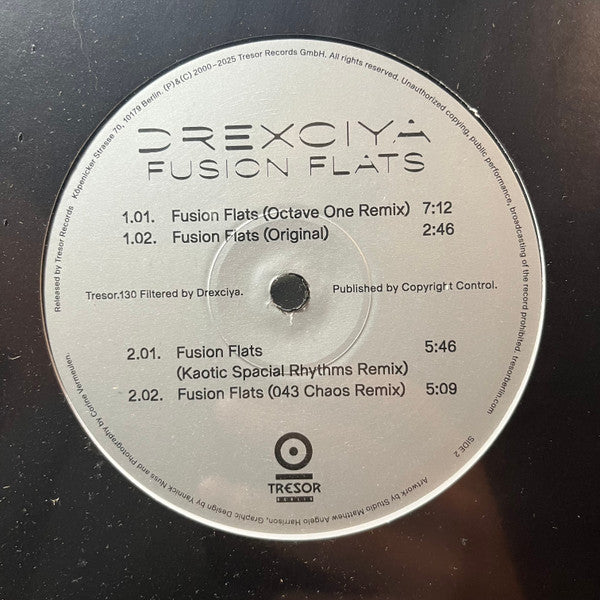 Released by Tresor Records Köpenicker Strasse 70, 10179 Berlin. (P)&(C) 2000-2025 Tresor Records GmbH. All rights reserved. Unauthorized copying, public performance, broadcasting of the record prohibited. tresorberlin.com
DREXCIYA
FUSION FLATS
1.01. Fusion Flats (Octave One Remix) 7:12
1.02. Fusion Flats (Original) 2:46
Tresor.130 Filtered by Drexciya. Published by Copyright Control.
2.01. Fusion Flats 5:46
(Kaotic Spacial Rhythms Remix)
2.02. Fusion Flats (043 Chaos Remix) 5:09
SIDE 2
TRESOR
BERLIN
Artwork by Studio Matthew Angelo Harrison, Graphic Design by Yannick Nuss and Photography by Corine Vermeulen.